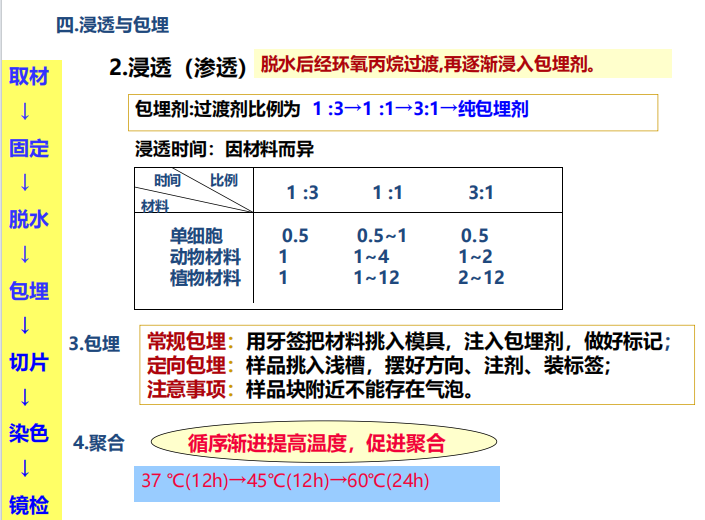 四.浸透与包埋
取材
↓
固定
↓
脱水
↓
包埋
↓
切片
↓
染色
↓
镜检
2.浸透（渗透）脱水后经环氧丙烷过渡,再逐渐浸入包埋剂。
包埋剂:过渡剂比例为 1 :3→1 :1→3:1→纯包埋剂
浸透时间：因材料而异
时间 比例 1 :3 1 :1 3:1
材料
单细胞 0.5 0.5~1 0.5
动物材料 1 1~4 1~2
植物材料 1 1~12 2~12
3.包埋
常规包埋：用牙签把材料挑入模具，注入包埋剂，做好标记；
定向包埋：样品挑入浅槽，摆好方向、注剂、装标签；
注意事项：样品块附近不能存在气泡。
4.聚合
循序渐进提高温度，促进聚合
37 ℃(12h)→45℃(12h)→60℃(24h)